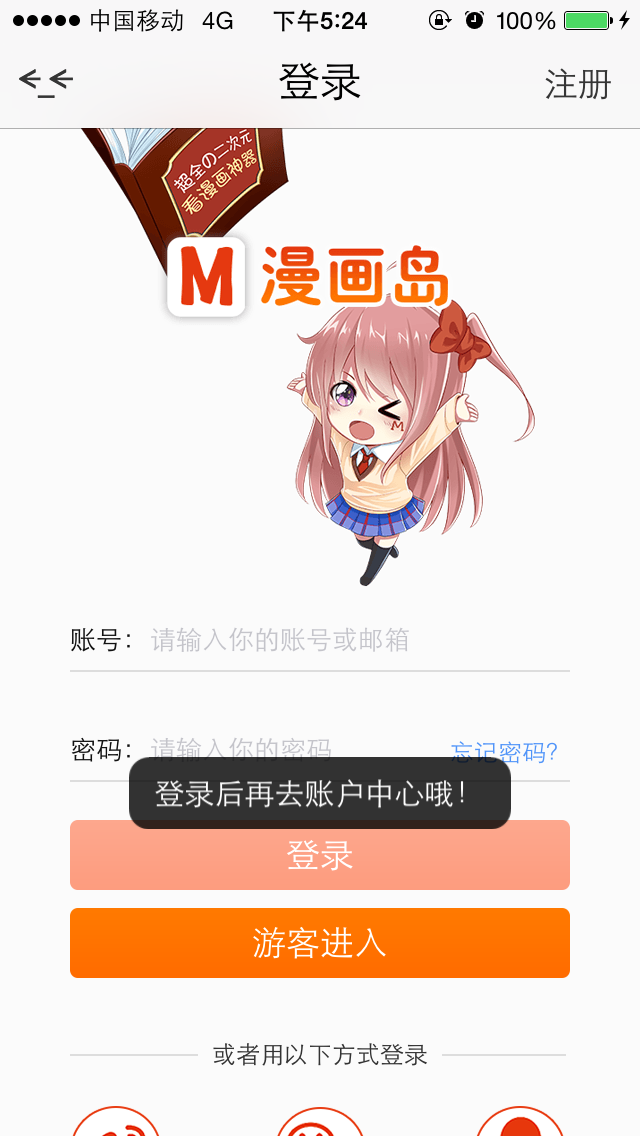 中国移动 4G 下午5:24 100%
登录 注册
超全の二次元
看漫画神器
M 漫画岛
M
账号： 请输入你的账号或邮箱
密码： 请输入你的密码 忘记密码?
登录后再去账户中心哦！
登录
游客进入
或者用以下方式登录